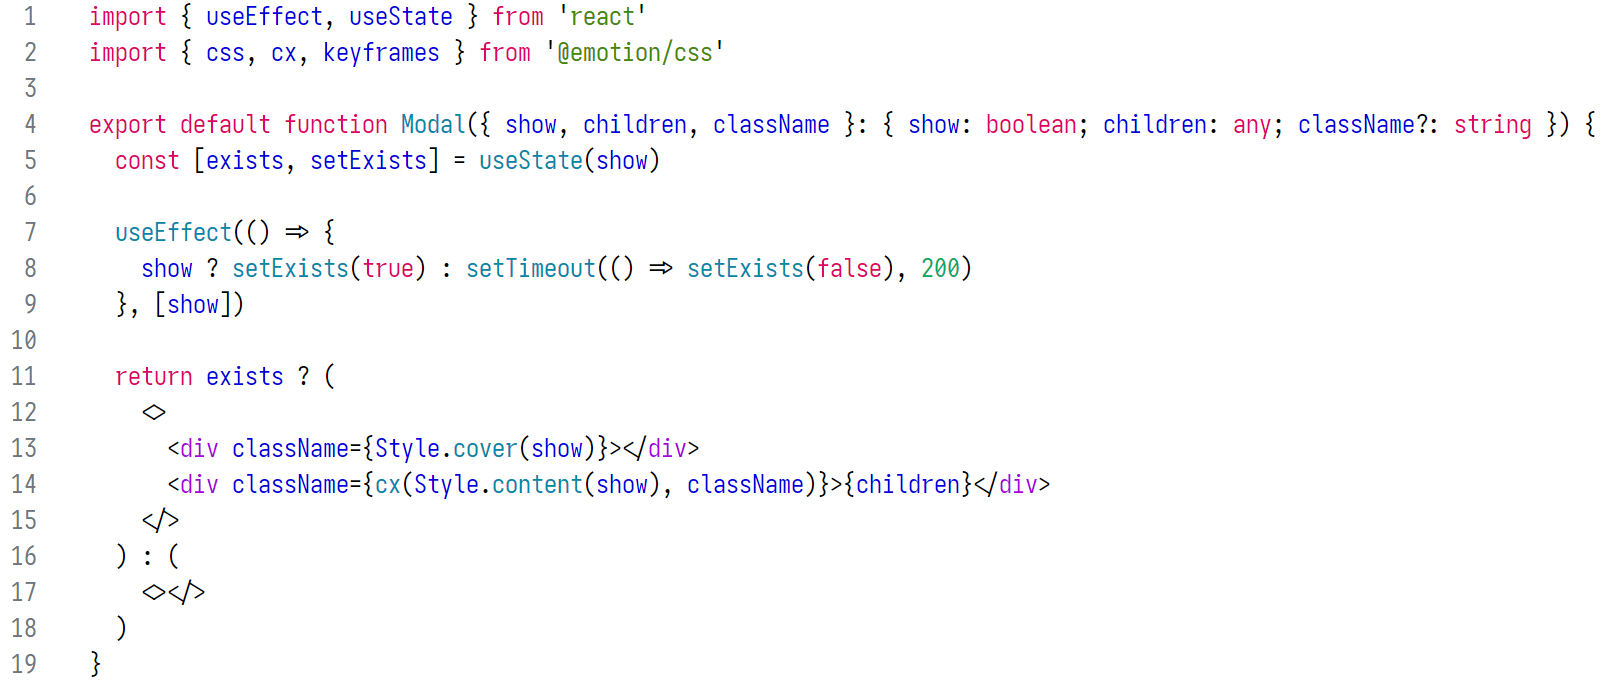 1 import { useEffect, useState } from 'react'
2 import { css, cx, keyframes } from '@emotion/css'
3
4 export default function Modal({ show, children, className }: { show: boolean; children: any; className?: string }) {
5   const [exists, setExists] = useState(show)
6
7   useEffect(() => {
8     show ? setExists(true) : setTimeout(() => setExists(false), 200)
9   }, [show])
10
11   return exists ? (
12     <>
13       <div className={Style.cover(show)}></div>
14       <div className={cx(Style.content(show), className)}>{children}</div>
15     </>
16   ) : (
17     <></>
18   )
19 }